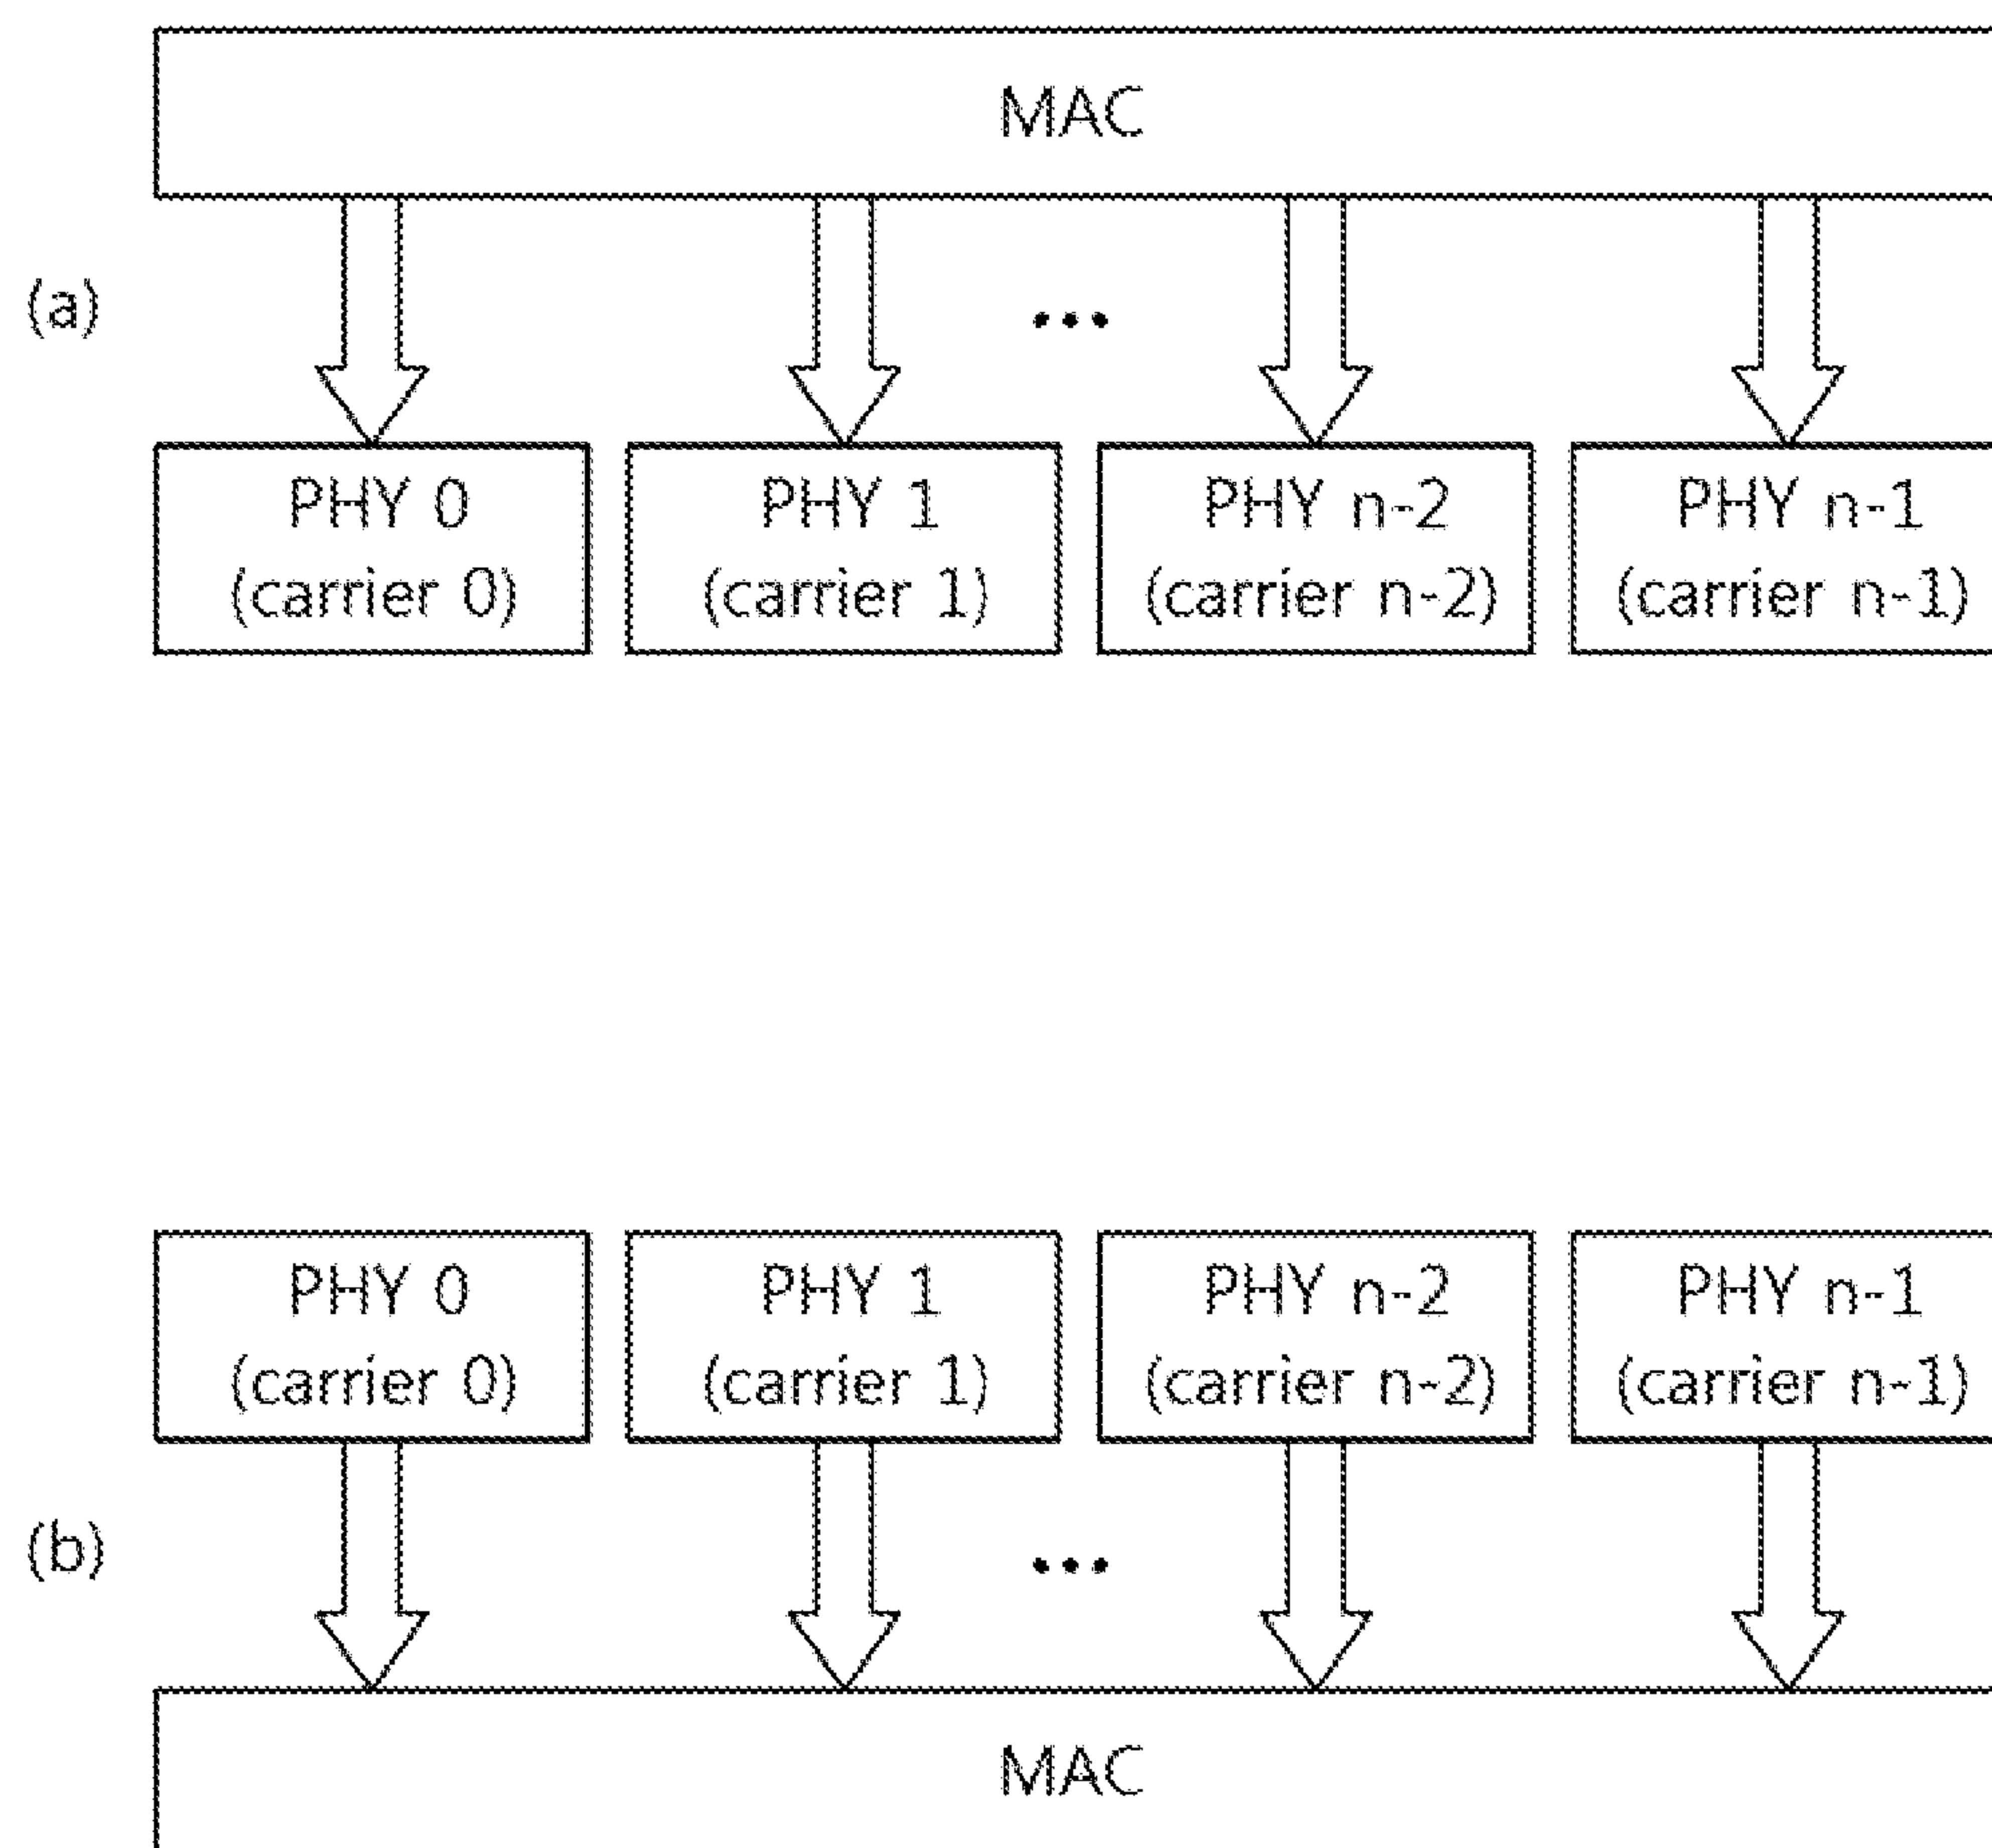 MAC
(a)
...
PHY 0
(carrier 0)
PHY 1
(carrier 1)
PHY n-2
(carrier n-2)
PHY n-1
(carrier n-1)
PHY 0
(carrier 0)
PHY 1
(carrier 1)
PHY n-2
(carrier n-2)
PHY n-1
(carrier n-1)
(b)
...
MAC